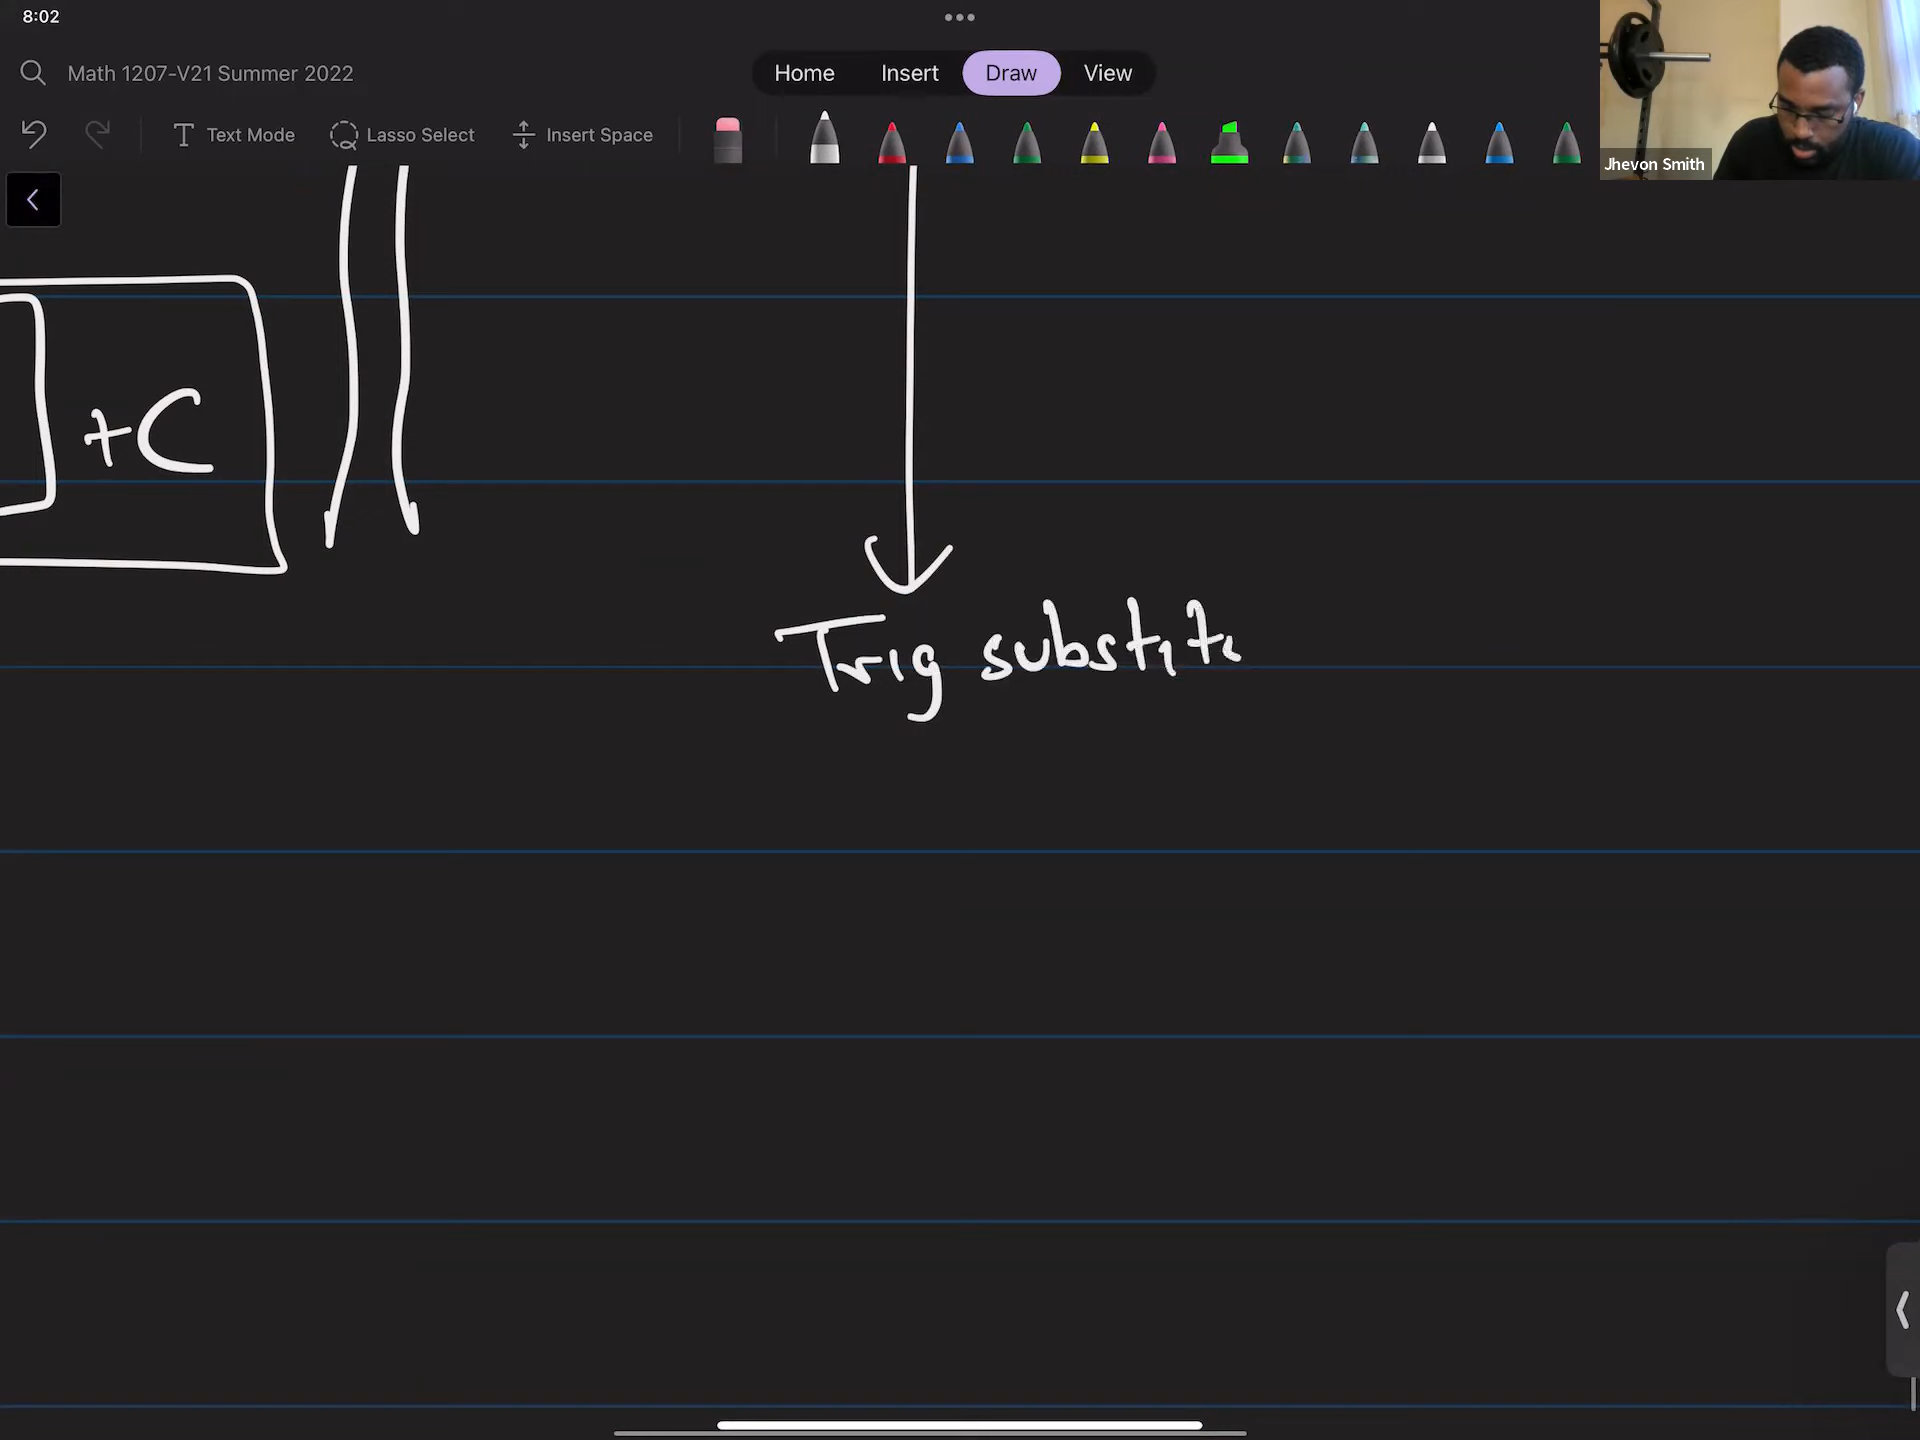 8:02
Math 1207-V21 Summer 2022
Home Insert Draw View
Text Mode Lasso Select Insert Space
Jhevon Smith
+C
Trig substit